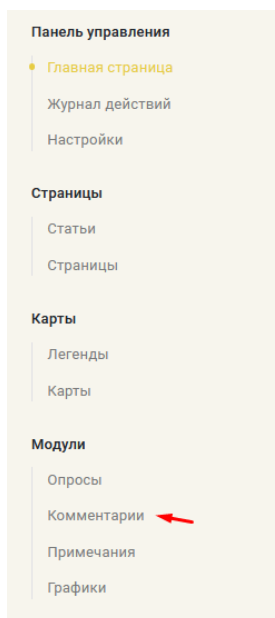 Панель управления
Главная страница
Журнал действий
Настройки
Страницы
Статьи
Страницы
Карты
Легенды
Карты
Модули
Опросы
Комментарии
Примечания
Графики